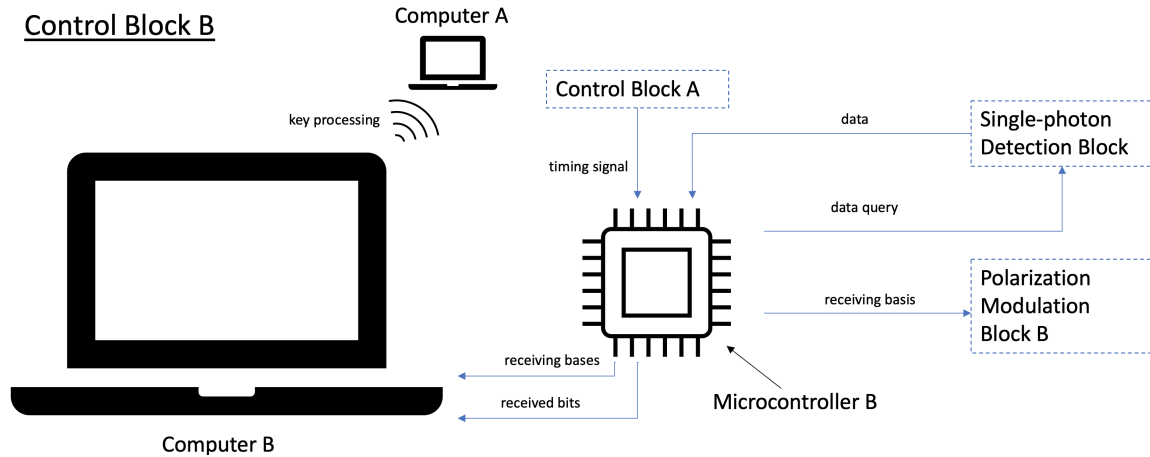 Control Block B
Computer A
key processing
Control Block A
timing signal
data
Single-photon
Detection Block
data query
receiving basis
Polarization
Modulation
Block B
receiving bases
received bits
Microcontroller B
Computer B